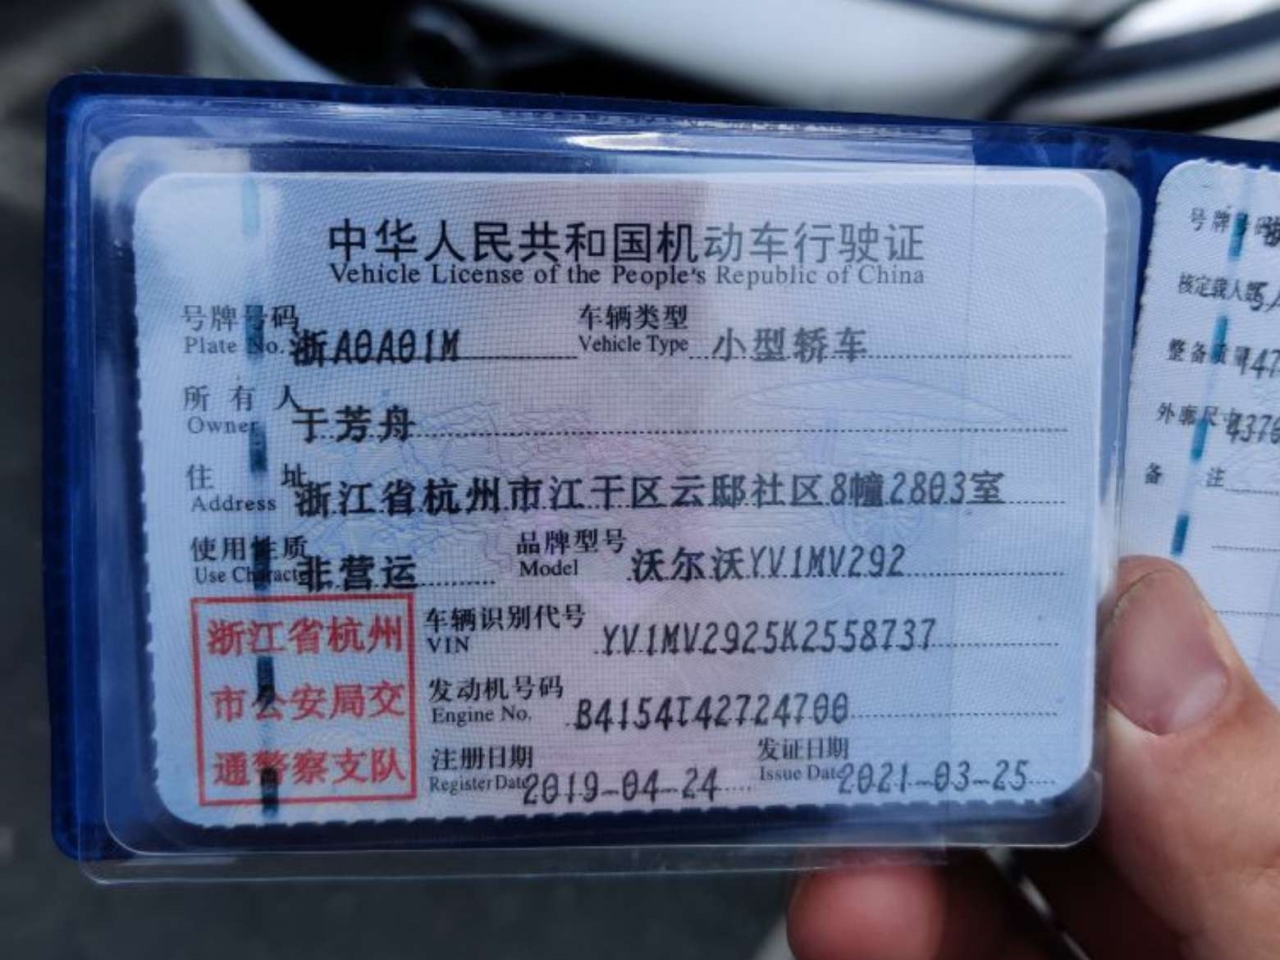 中华人民共和国机动车行驶证
Vehicle License of the People's Republic of China
号牌号码 浙A0A01M 车辆类型 小型轿车
Plate No. Vehicle Type
所有人 于芳舟
Owner
住址 浙江省杭州市江干区云邸社区8幢2803室
Address
使用性质 非营运 品牌型号 沃尔沃YV1MV292
Use Characte Model
浙江省杭州
市公安局交
通警察支队
车辆识别代号 YV1MV2925K2558737
VIN
发动机号码 B4154T42724700
Engine No.
注册日期 2019-04-24 发证日期 2021-03-25
Register Date Issue Date
号牌号码
核定载人数 5人
整备质量 147
外廓尺寸 4370
备注